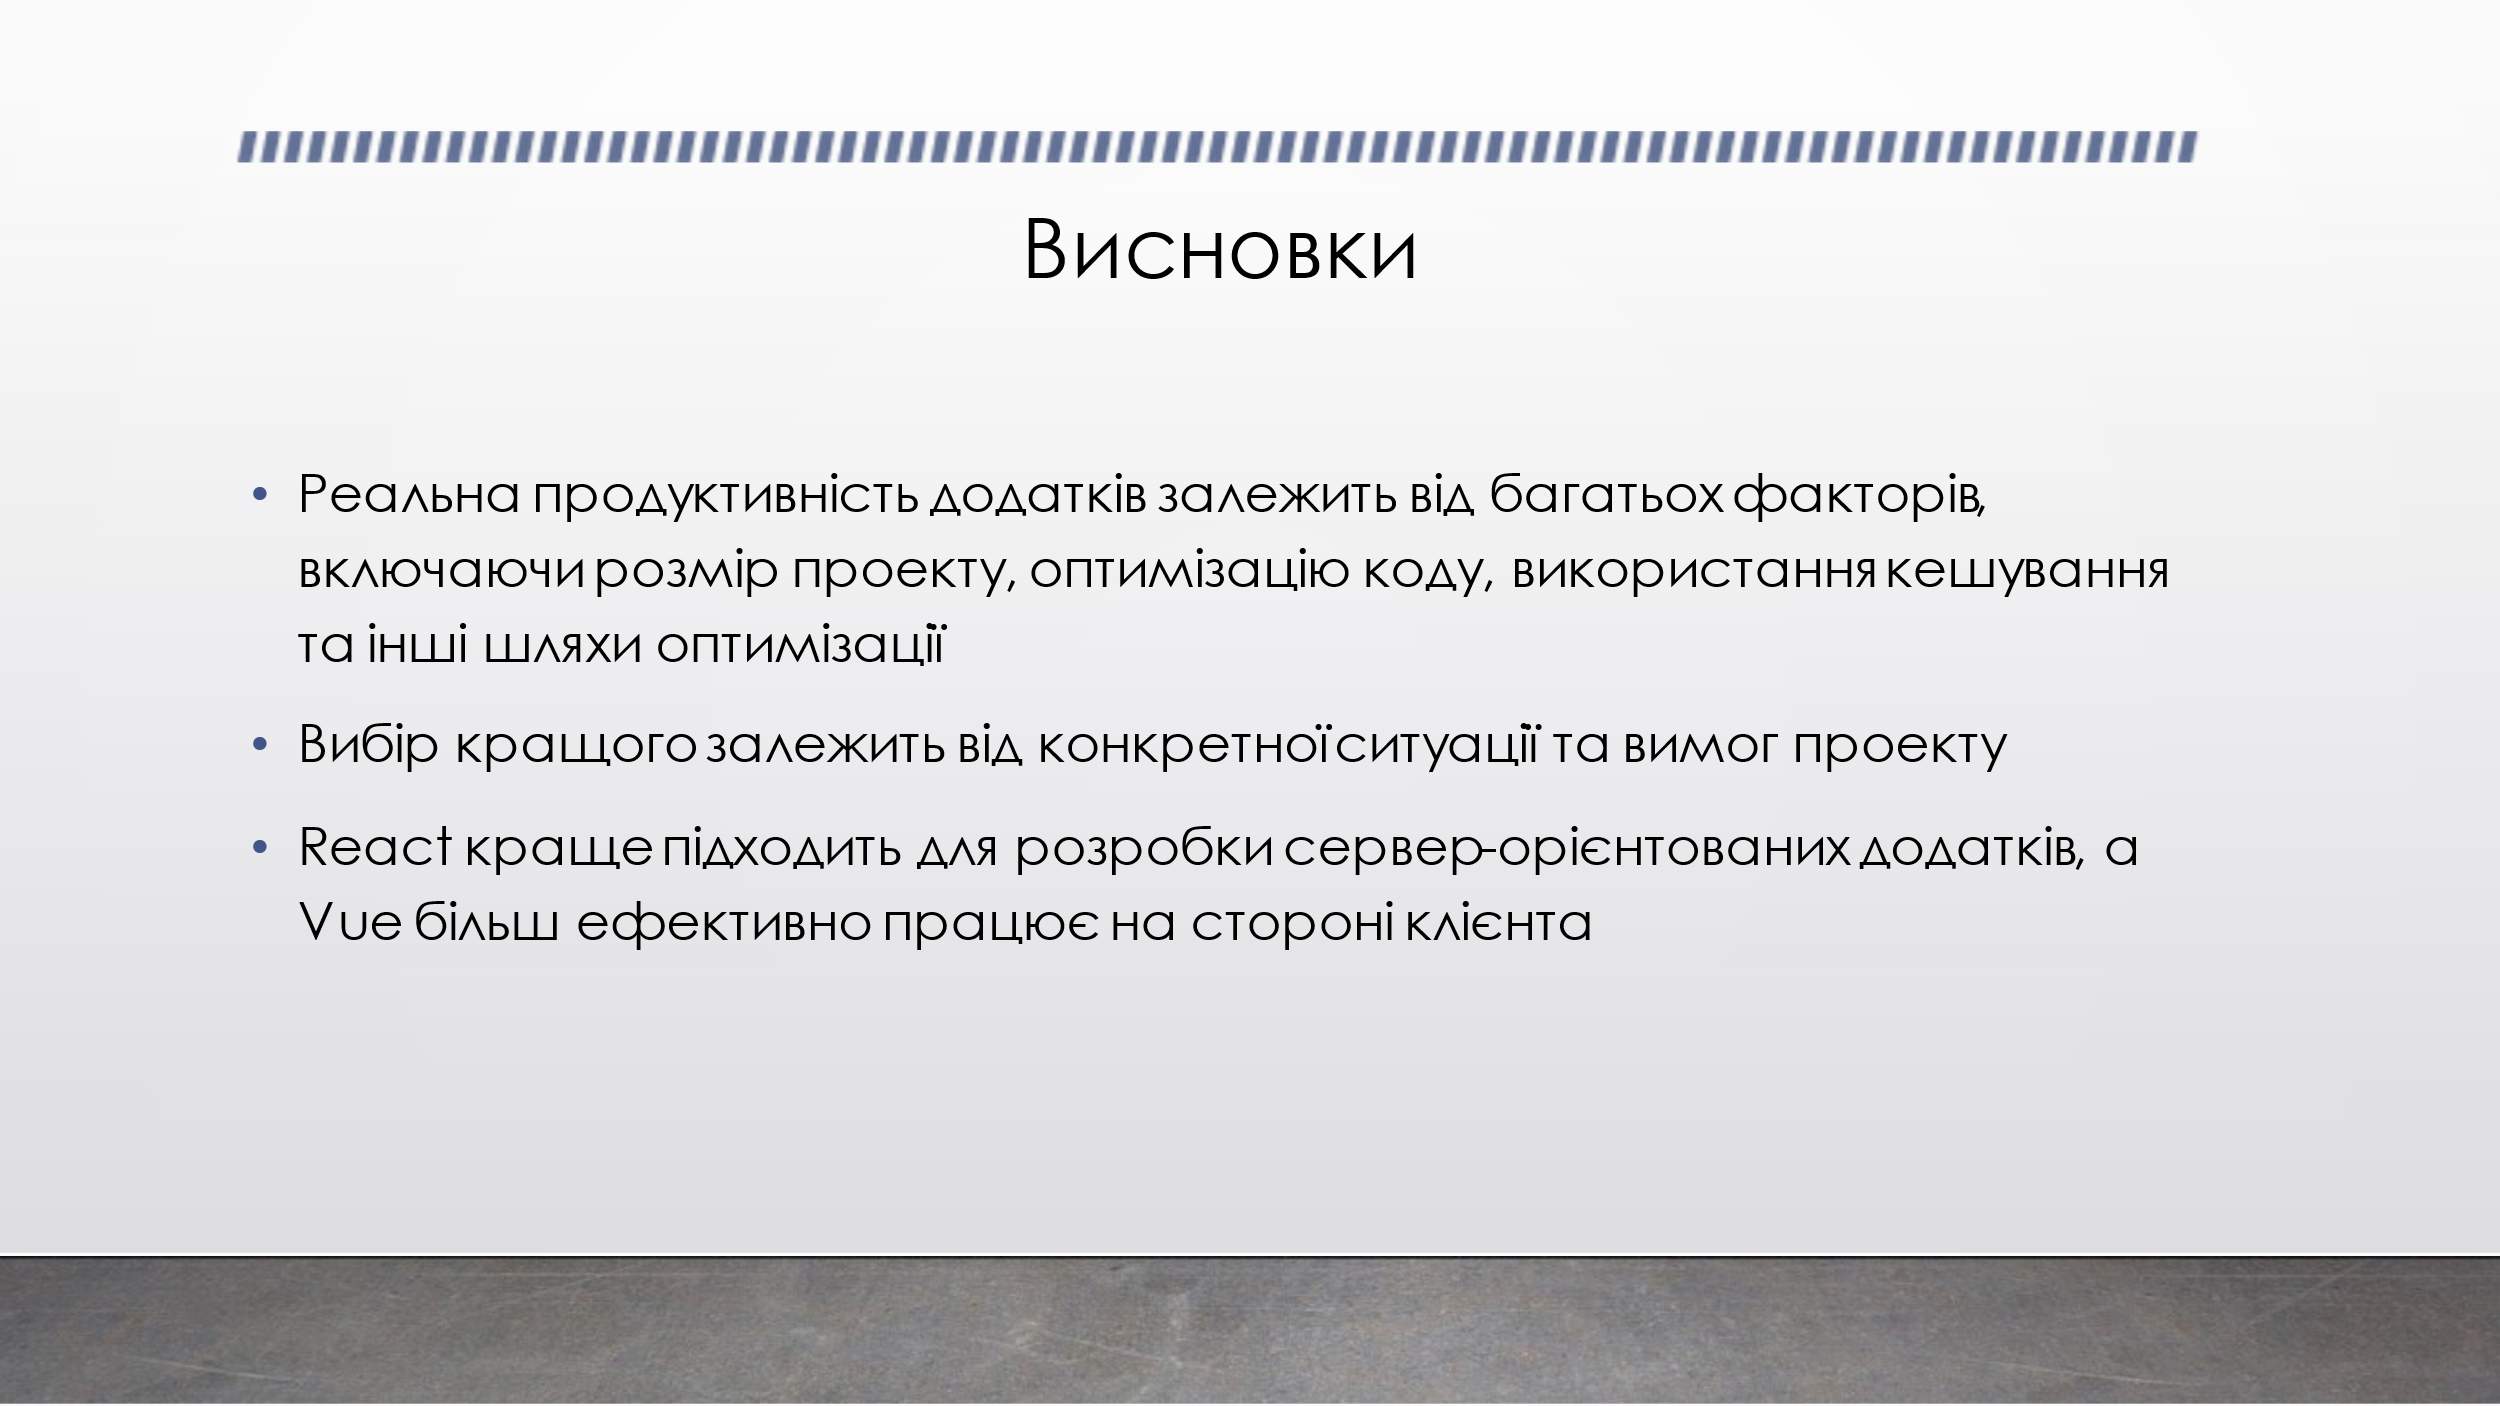 Висновки
• Реальна продуктивність додатків залежить від багатьох факторів,
включаючи розмір проекту, оптимізацію коду, використання кешування
та інші шляхи оптимізації
• Вибір кращого залежить від конкретної ситуації та вимог проекту
• React краще підходить для розробки сервер-орієнтованих додатків, а
Vue більш ефективно працює на стороні клієнта